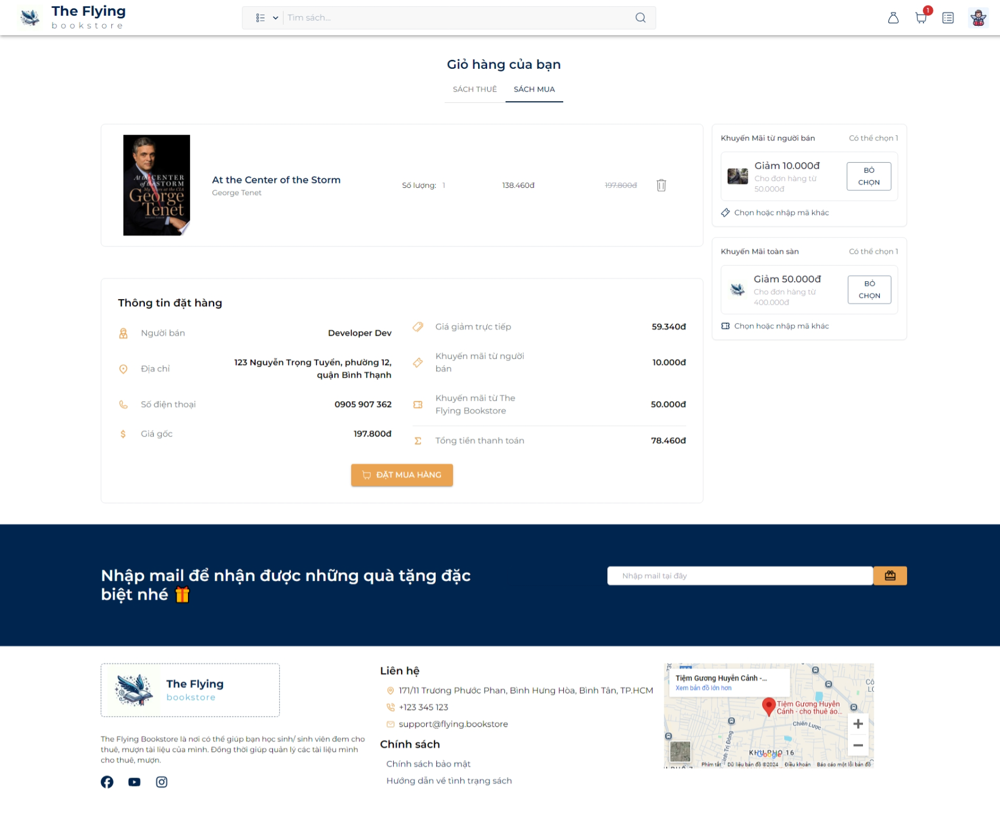 The Flying
bookstore
Tìm sách...
1
Giỏ hàng của bạn
SÁCH THUÊ
SÁCH MUA
At the CENTER
of the STORM
My Years at the CIA
George
Tenet
At the Center of the Storm
George Tenet
Số lượng: 1
138.460đ
197.800đ
Khuyến Mãi từ người bán
Có thể chọn 1
Giảm 10.000đ
Cho đơn hàng từ
50.000đ
BỎ
CHỌN
Chọn hoặc nhập mã khác
Khuyến Mãi toàn sàn
Có thể chọn 1
Giảm 50.000đ
Cho đơn hàng từ
400.000đ
BỎ
CHỌN
Chọn hoặc nhập mã khác
Thông tin đặt hàng
Người bán
Developer Dev
Địa chỉ
123 Nguyễn Trọng Tuyển, phường 12,
quận Bình Thạnh
Số điện thoại
0905 907 362
Giá gốc
197.800đ
Giá giảm trực tiếp
59.340đ
Khuyến mãi từ người
bán
10.000đ
Khuyến mãi từ The
Flying Bookstore
50.000đ
Tổng tiền thanh toán
78.460đ
ĐẶT MUA HÀNG
Nhập mail để nhận được những quà tặng đặc
biệt nhé
Nhập mail tại đây
The Flying
bookstore
The Flying Bookstore là nơi có thể giúp bạn học sinh/ sinh viên đem cho
thuê, mượn tài liệu của mình. Đồng thời giúp quản lý các tài liệu mình
cho thuê, mượn.
Liên hệ
171/11 Trương Phước Phan, Bình Hưng Hòa, Bình Tân, TP.HCM
+123 345 123
support@flying.bookstore
Chính sách
Chính sách bảo mật
Hướng dẫn về tình trạng sách
Tiệm Gương Huyễn Cảnh -...
Xem bản đồ lớn hơn
Tiệm Gương Huyễn
Cảnh - cho thuê áo...
Chiến Lược
KHU PHO 16
Google
Phím tắt
Dữ liệu bản đồ ©2024
Điều khoản
Báo cáo một lỗi bản đồ